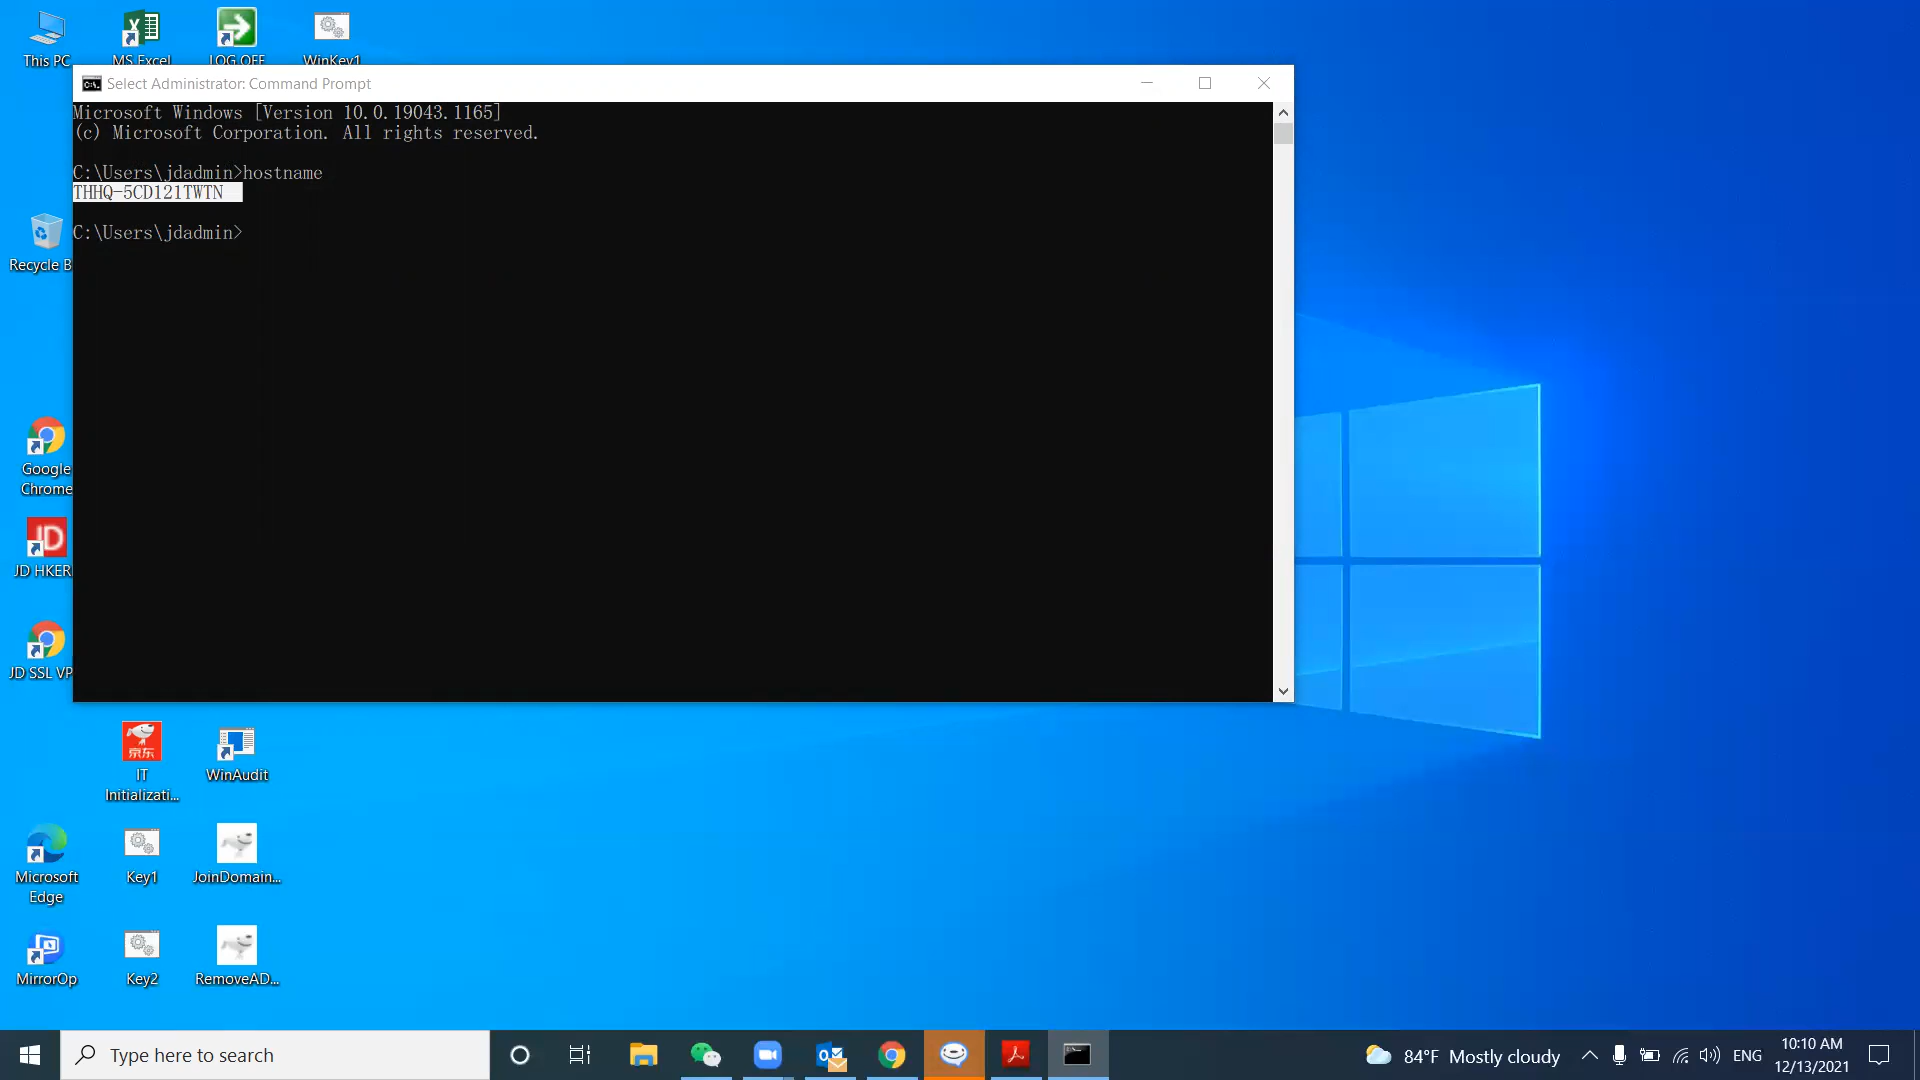 This PC
MS Excel
LOG OFF
WinKey1
Select Administrator: Command Prompt
Microsoft Windows [Version 10.0.19043.1165]
(c) Microsoft Corporation. All rights reserved.
C:\Users\jdadmin>hostname
THHQ-5CD121TWTN
C:\Users\jdadmin>
Recycle B
Google
Chrome
JD
JD HKER
JD SSL VP
京东
IT
Initializati...
WinAudit
Microsoft
Edge
Key1
JoinDomain...
MirrorOp
Key2
RemoveAD...
Type here to search
84°F Mostly cloudy
ENG
10:10 AM
12/13/2021